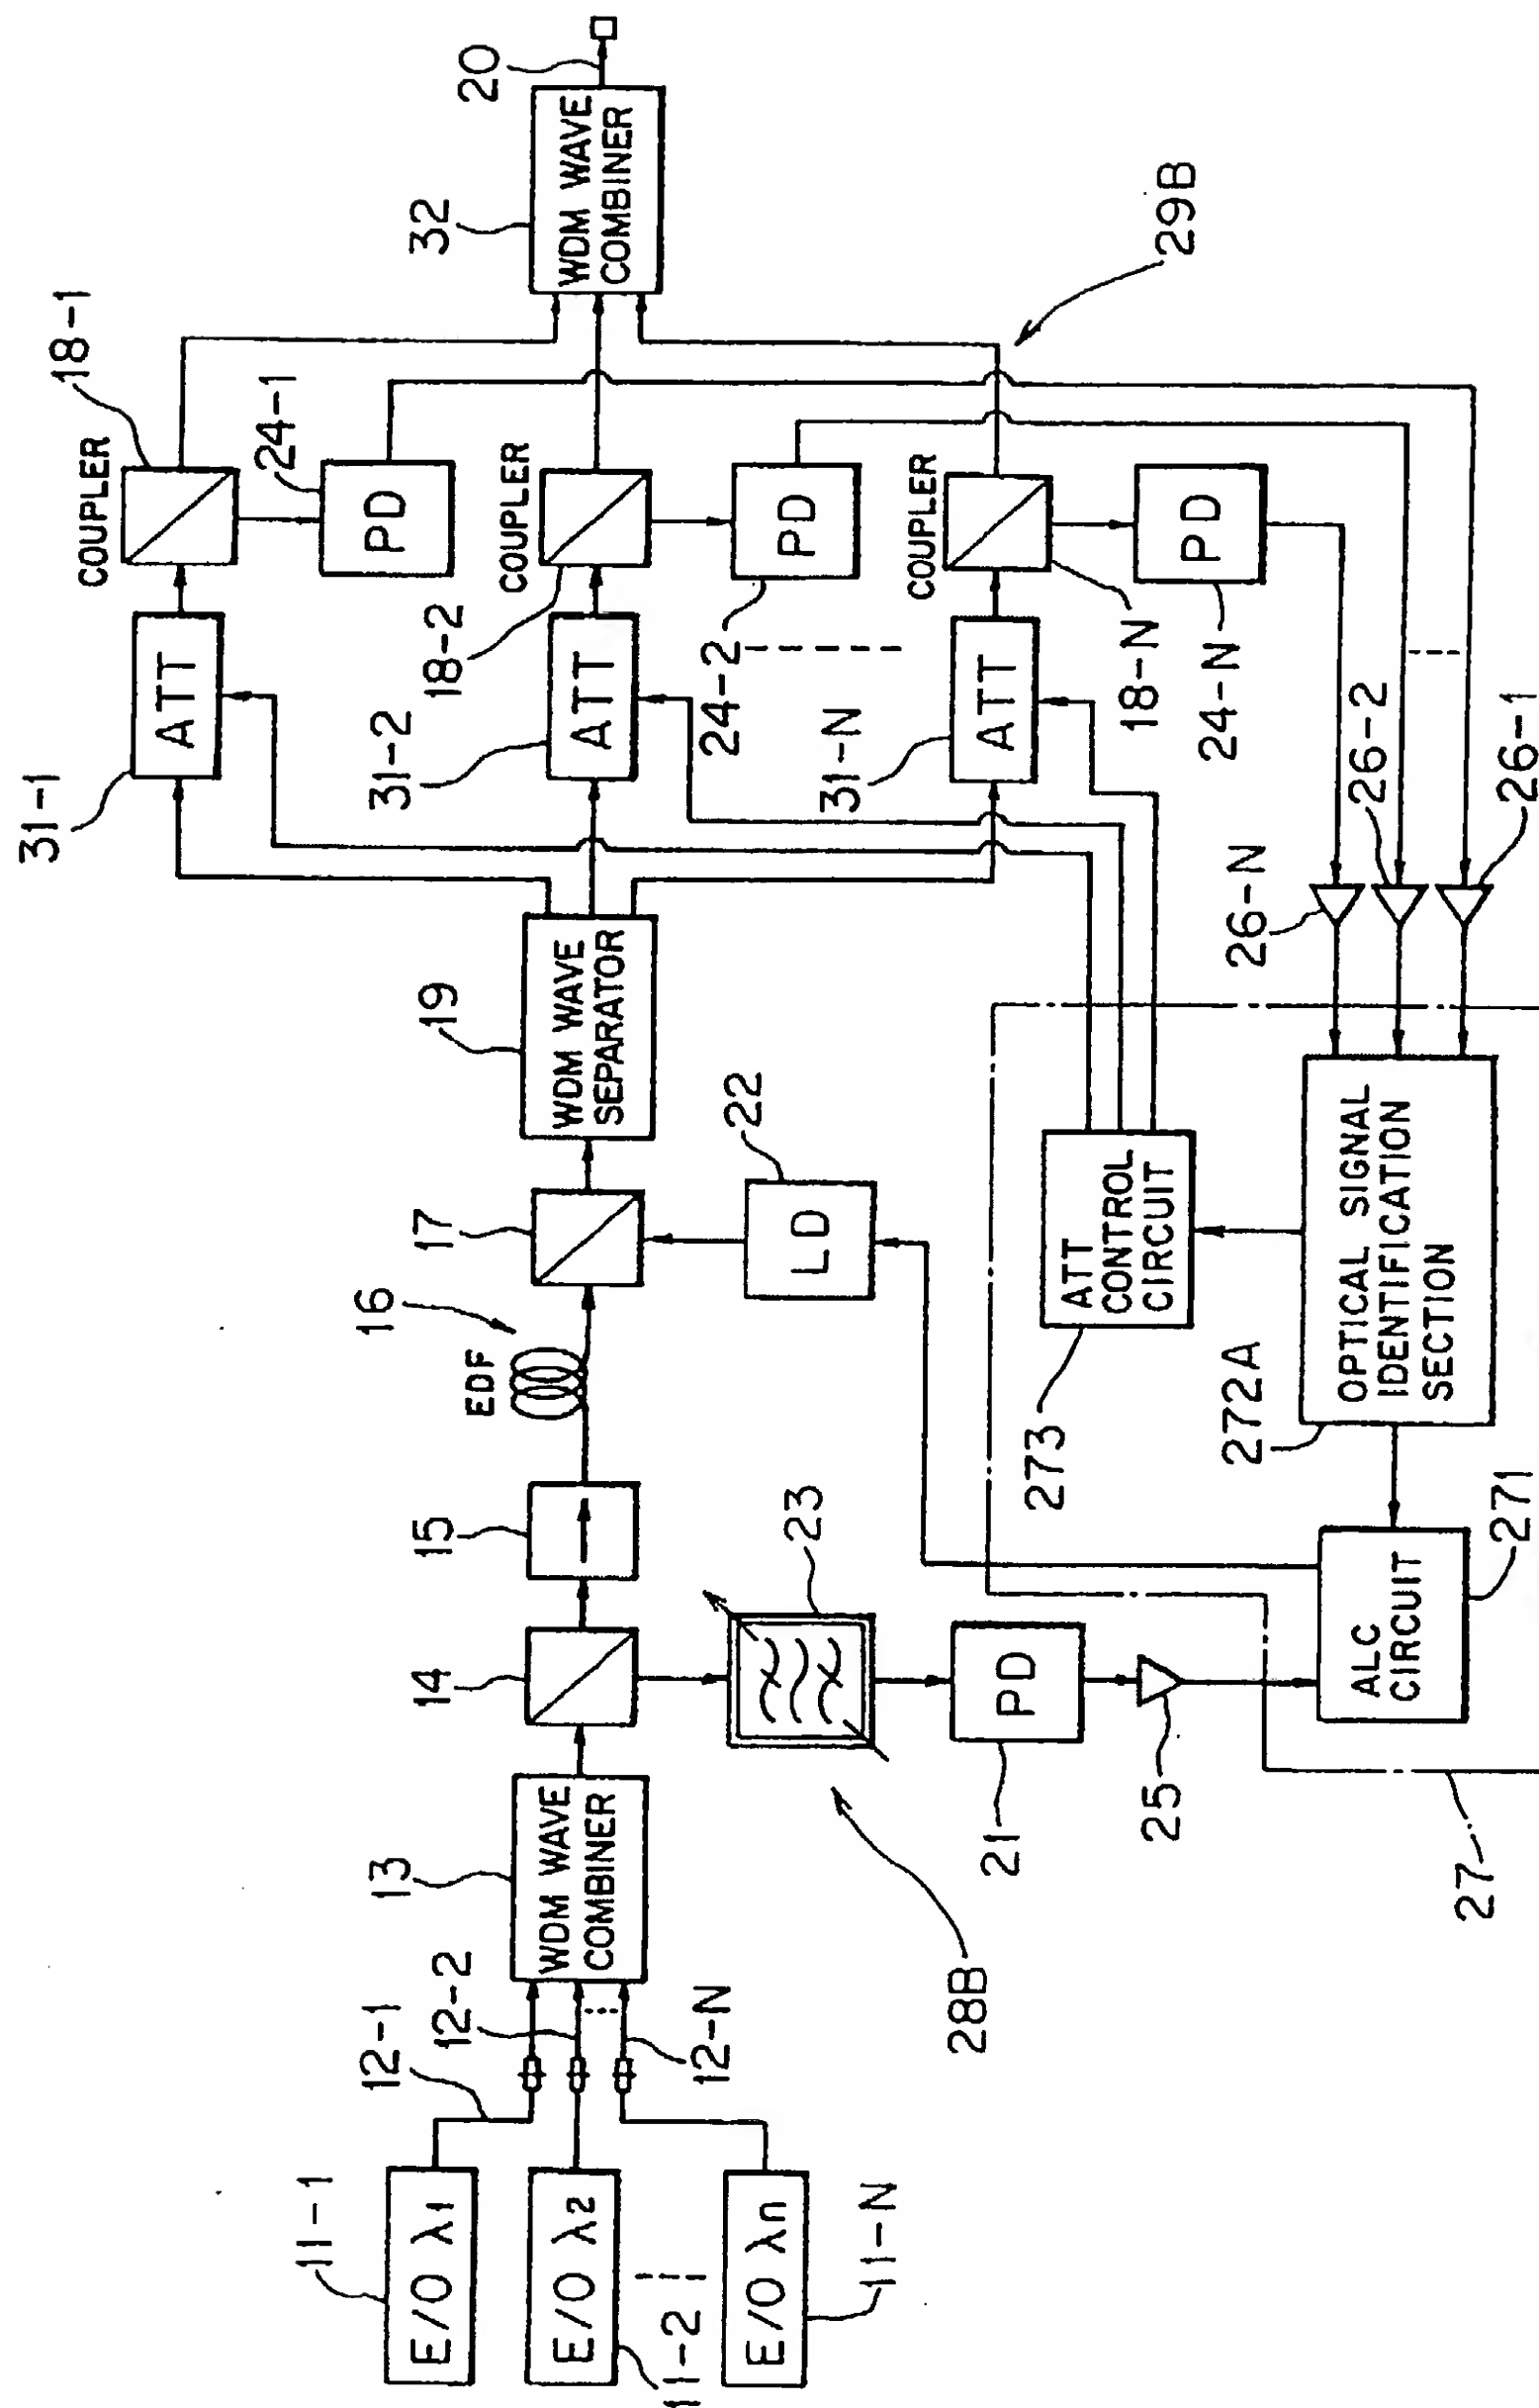 11-1
E/O λ1
11-2
E/O λ2
11-N
E/O λn
12-1
12-2
12-N
13
WDM WAVE
COMBINER
14
15
16
EDF
17
19
WDM WAVE
SEPARATOR
31-1
ATT
31-2
ATT
31-N
ATT
COUPLER
18-1
COUPLER
18-2
COUPLER
18-N
24-1
PD
24-2
PD
24-N
PD
32
WDM WAVE
COMBINER
20
29B
22
LD
23
28B
21
PD
25
27
26-N
26-2
26-1
273
ATT
CONTROL
CIRCUIT
272A
OPTICAL SIGNAL
IDENTIFICATION
SECTION
271
ALC
CIRCUIT